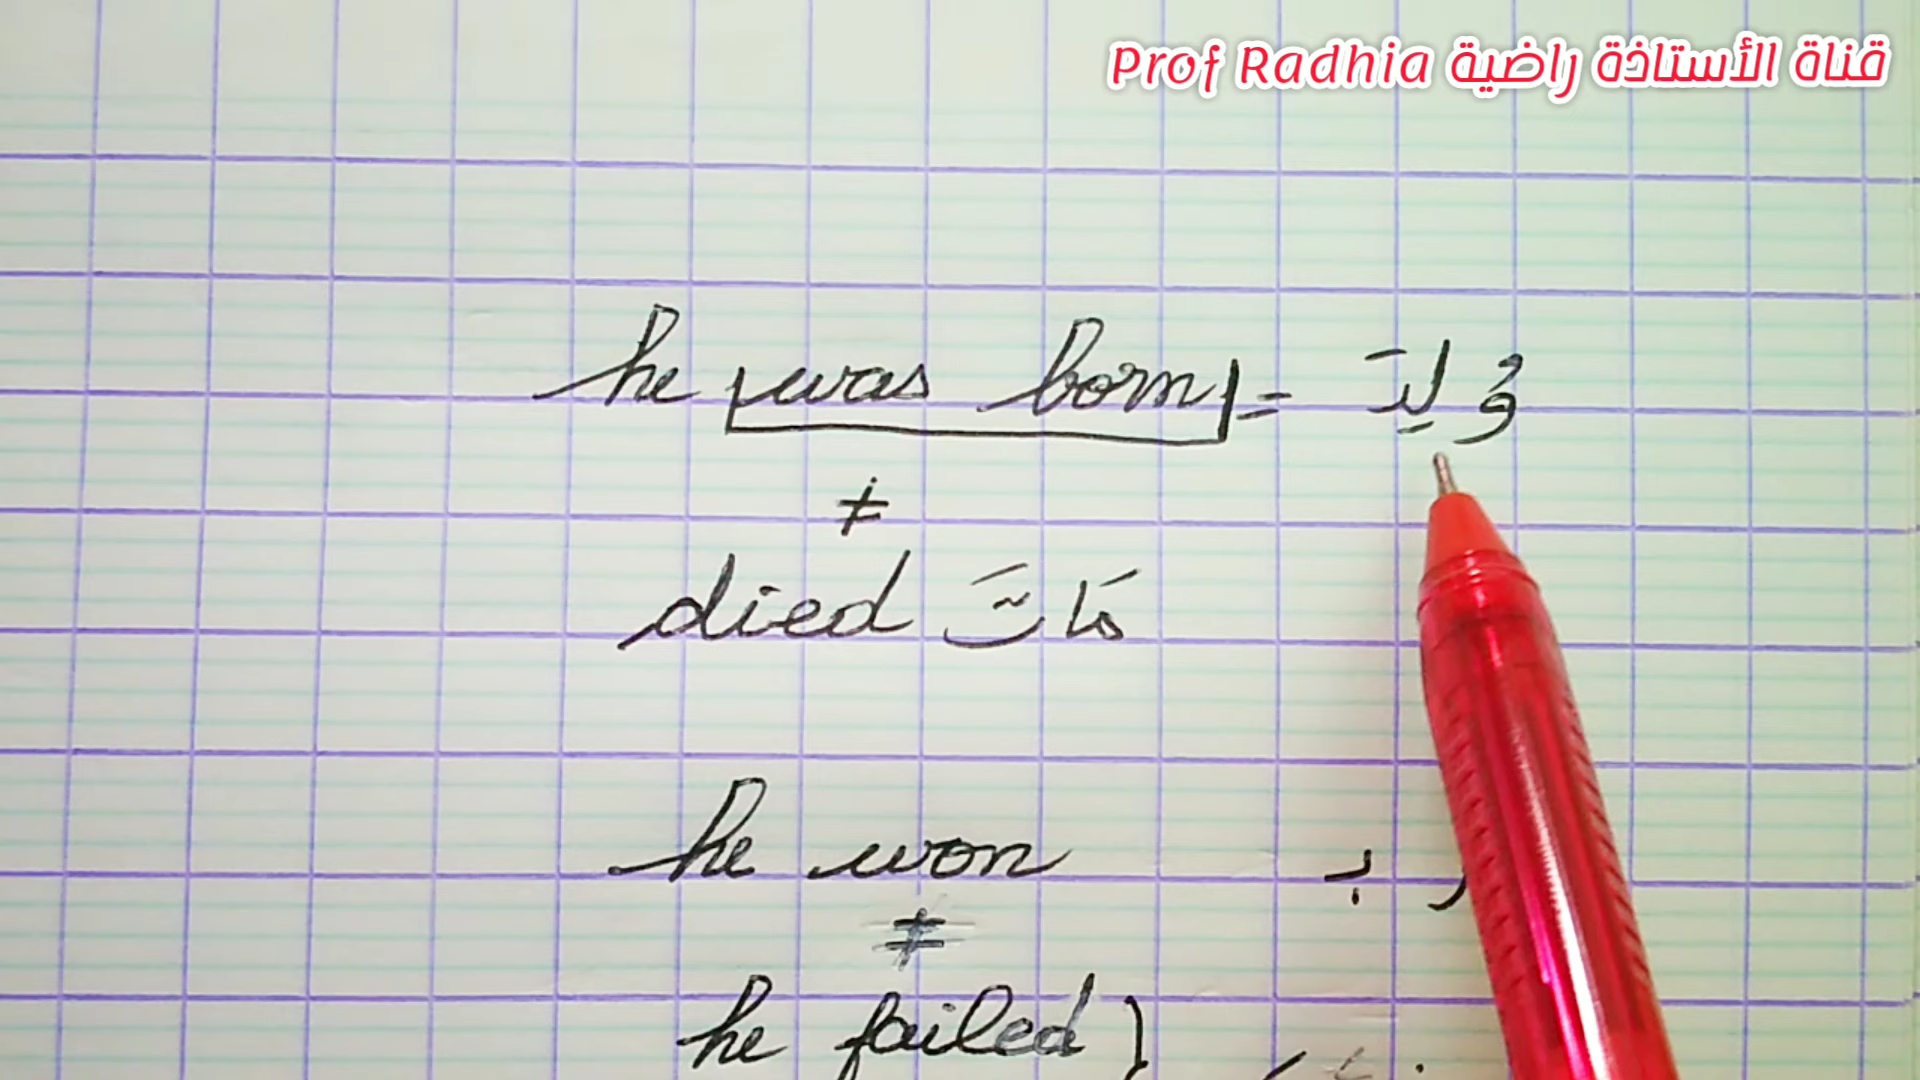 Prof Radhia قناة الأستاذة راضية
he was born = وُلِدَ
≠
died مَاتَ
he won
≠
he failed }